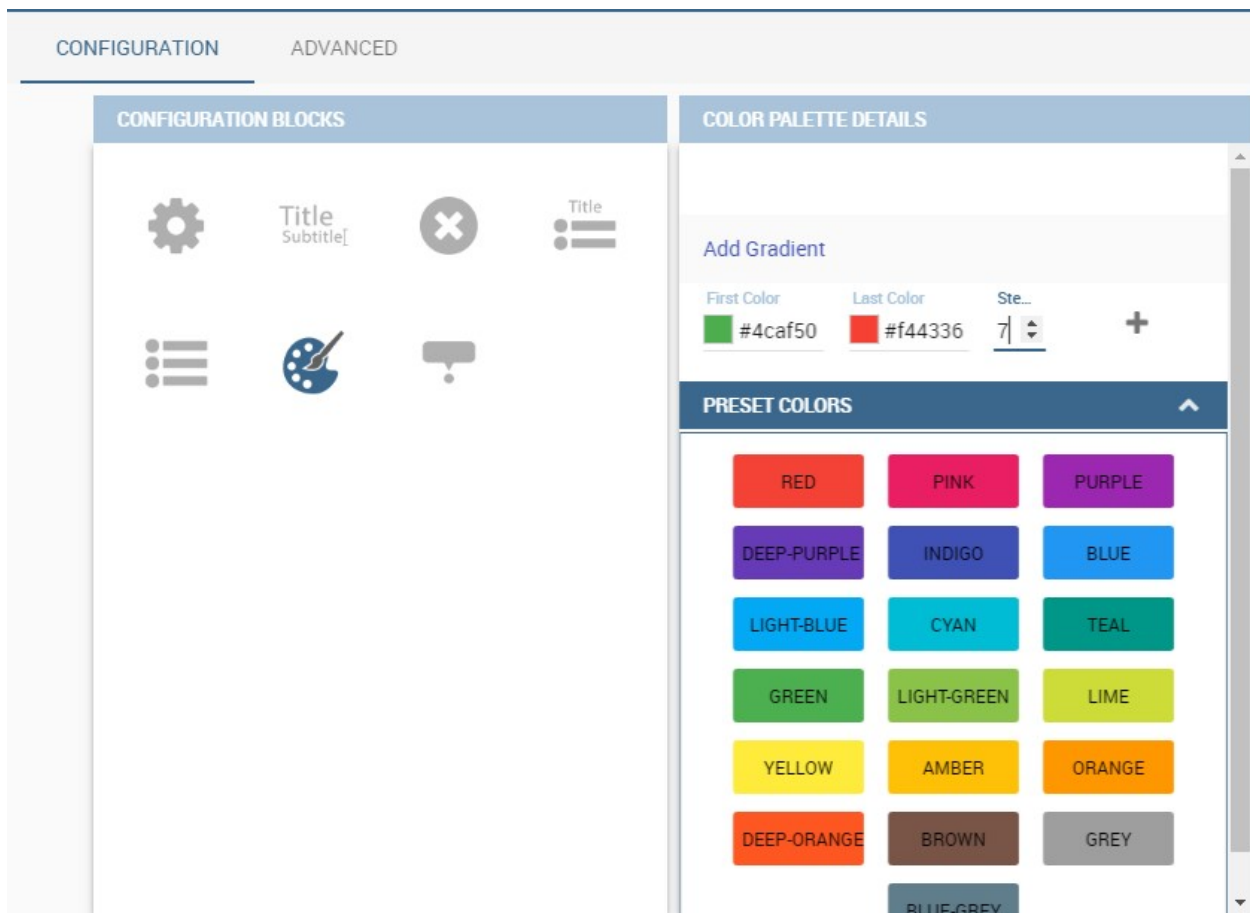 CONFIGURATION ADVANCED
CONFIGURATION BLOCKS
Title
Subtitle[
Title
COLOR PALETTE DETAILS
Add Gradient
First Color Last Color Ste...
#4caf50 #f44336 7
PRESET COLORS
RED PINK PURPLE
DEEP-PURPLE INDIGO BLUE
LIGHT-BLUE CYAN TEAL
GREEN LIGHT-GREEN LIME
YELLOW AMBER ORANGE
DEEP-ORANGE BROWN GREY
BLUE-GREY